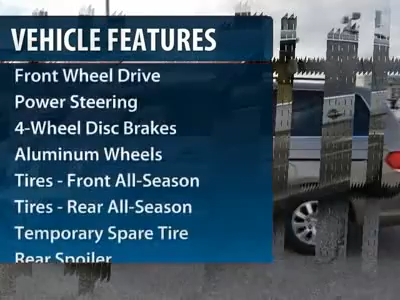 VEHICLE FEATURES
Front Wheel Drive
Power Steering
4-Wheel Disc Brakes
Aluminum Wheels
Tires - Front All-Season
Tires - Rear All-Season
Temporary Spare Tire
Rear Spoiler